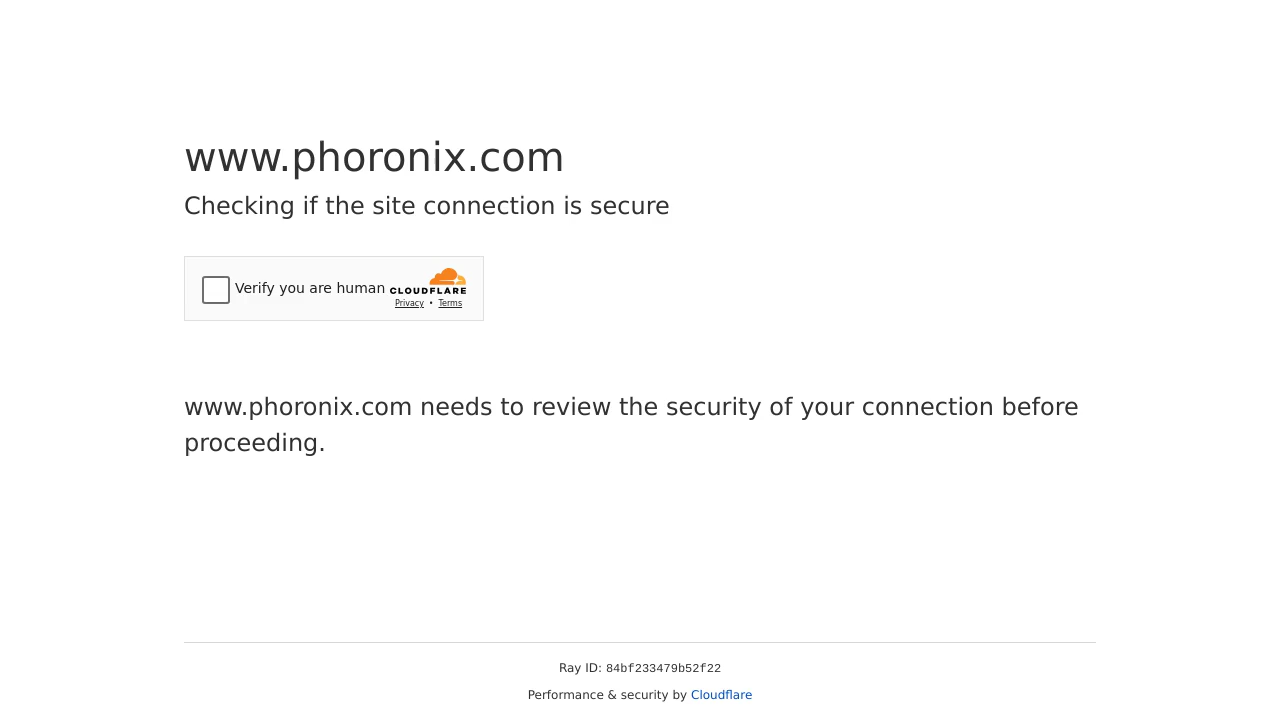 www.phoronix.com
Checking if the site connection is secure
Verify you are human
CLOUDFLARE
Privacy • Terms
www.phoronix.com needs to review the security of your connection before
proceeding.
Ray ID: 84bf233479b52f22
Performance & security by Cloudflare